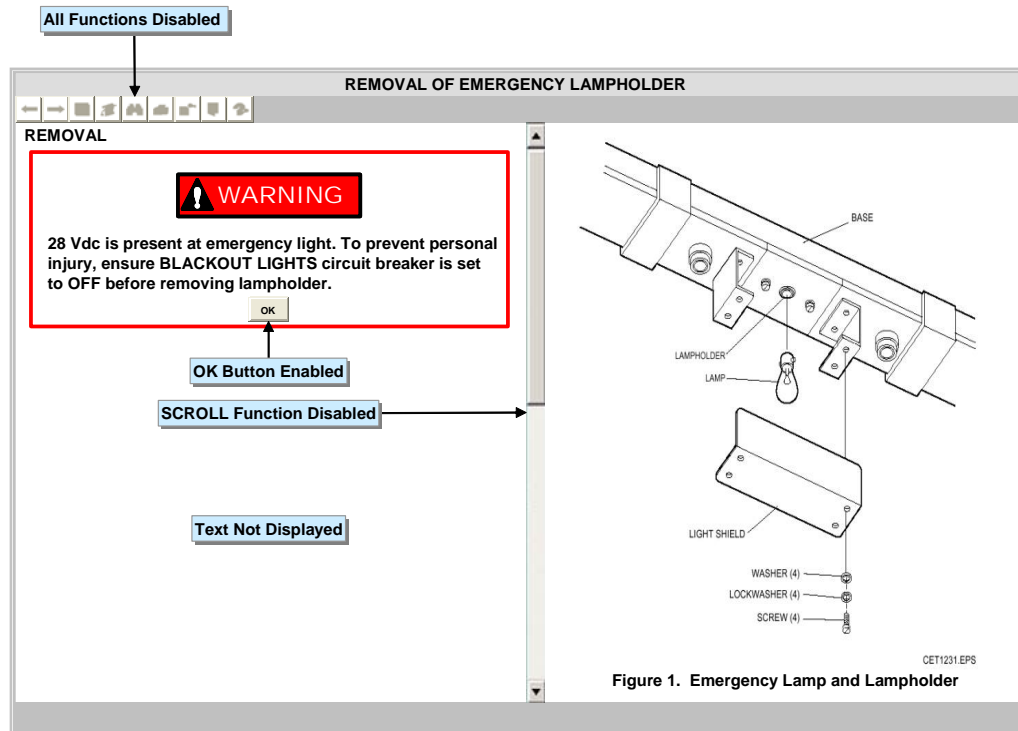 All Functions Disabled
REMOVAL OF EMERGENCY LAMPHOLDER
REMOVAL
WARNING
28 Vdc is present at emergency light. To prevent personal
injury, ensure BLACKOUT LIGHTS circuit breaker is set
to OFF before removing lampholder.
OK
OK Button Enabled
SCROLL Function Disabled
Text Not Displayed
BASE
LAMPHOLDER
LAMP
LIGHT SHIELD
WASHER (4)
LOCKWASHER (4)
SCREW (4)
CET1231.EPS
Figure 1. Emergency Lamp and Lampholder